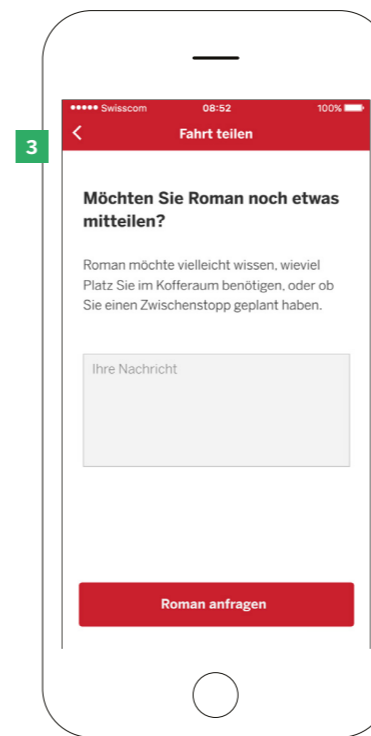 Swisscom 08:52 100%
3
Fahrt teilen
Möchten Sie Roman noch etwas
mitteilen?
Roman möchte vielleicht wissen, wieviel
Platz Sie im Kofferaum benötigen, oder ob
Sie einen Zwischenstopp geplant haben.
Ihre Nachricht
Roman anfragen